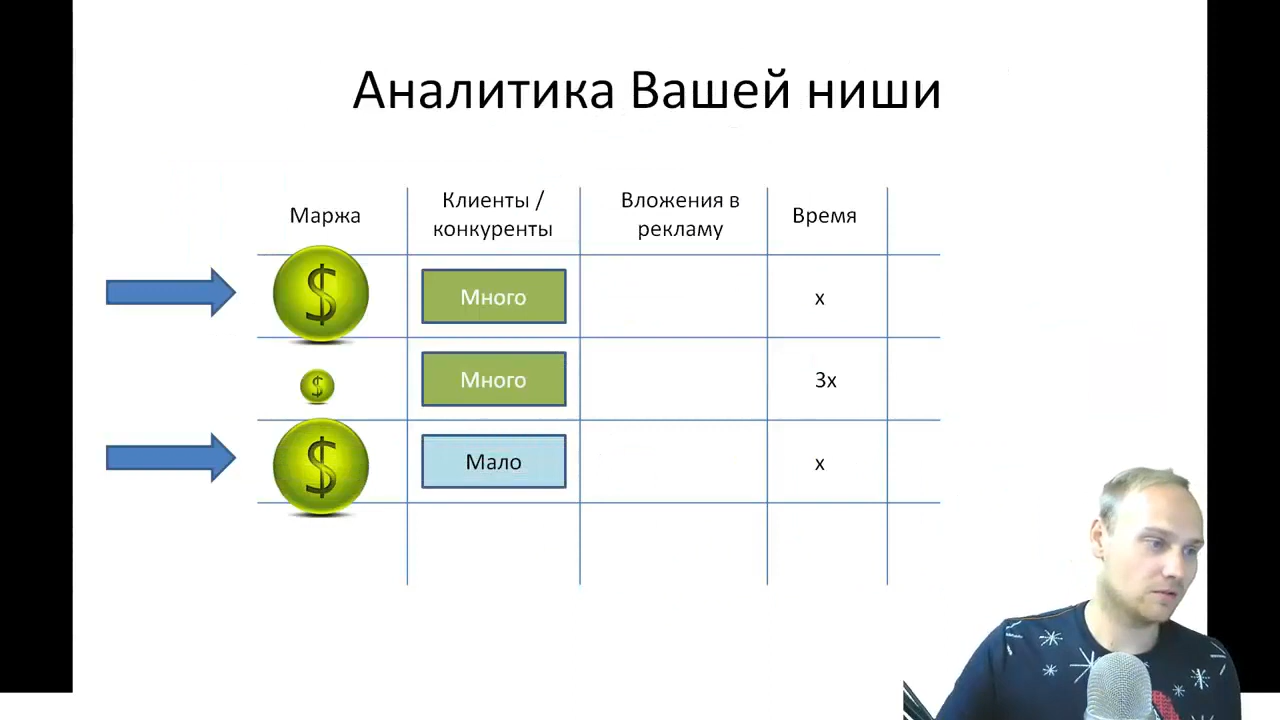 Аналитика Вашей ниши
Маржа
Клиенты /
конкуренты
Вложения в
рекламу
Время
$
Много
x
$
Много
3x
$
Мало
x